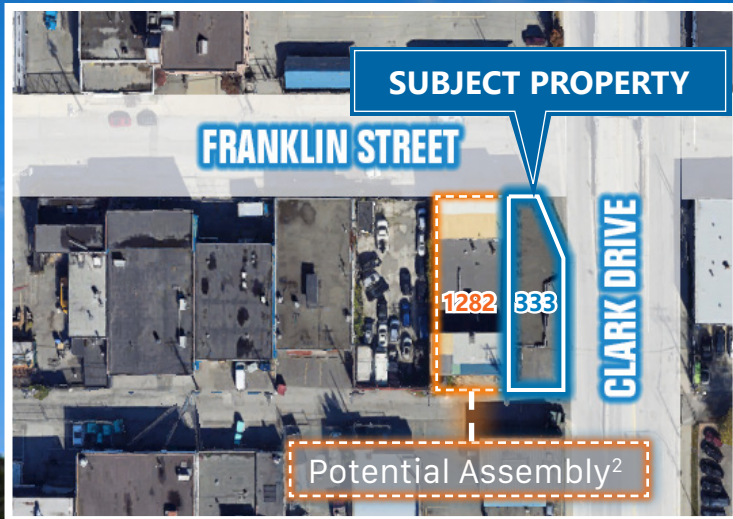 SUBJECT PROPERTY
FRANKLIN STREET
CLARK DRIVE
1282
333
Potential Assembly²